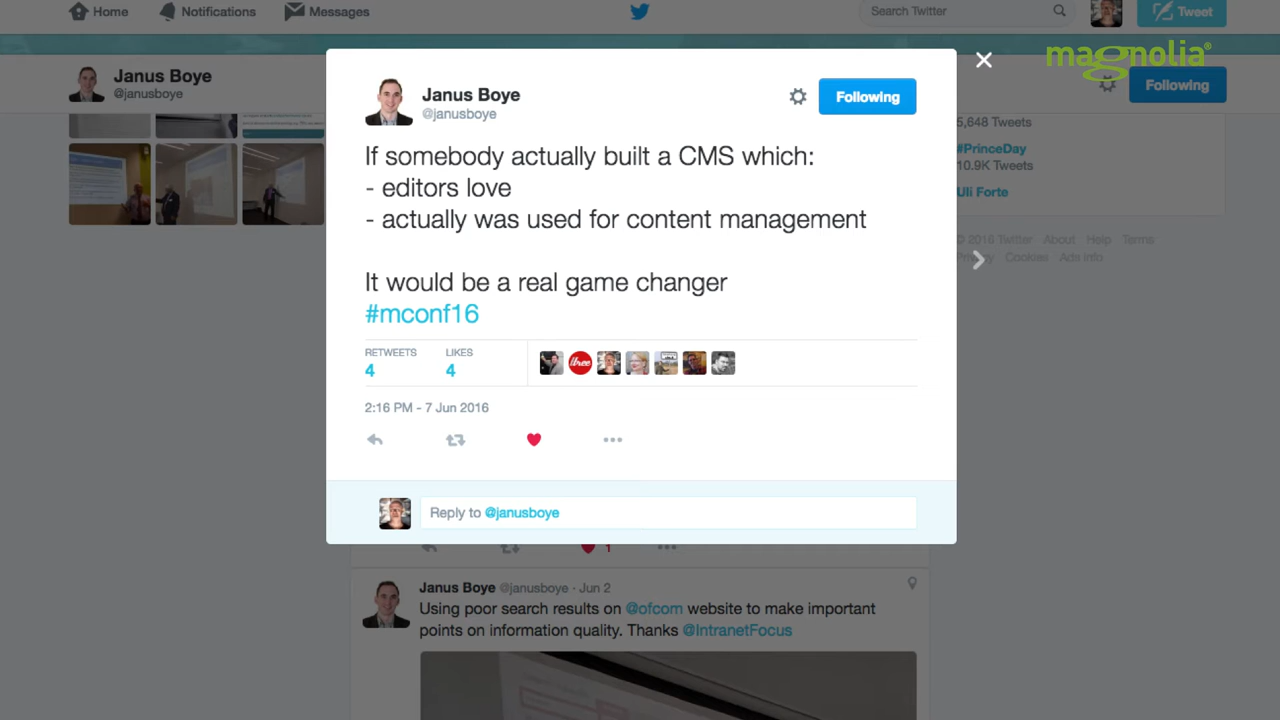 Home
Notifications
Messages
Search Twitter
Tweet
magnolia®
Janus Boye
@janusboye
Following
Janus Boye
@janusboye
Following
If somebody actually built a CMS which:
- editors love
- actually was used for content management
It would be a real game changer
#mconf16
RETWEETS
4
LIKES
4
2:16 PM - 7 Jun 2016
Reply to @janusboye
5,648 Tweets
#PrinceDay
10.9K Tweets
Uli Forte
© 2016 Twitter About Help Terms
Privacy Cookies Ads info
1
Janus Boye @janusboye · Jun 2
Using poor search results on @ofcom website to make important
points on information quality. Thanks @IntranetFocus